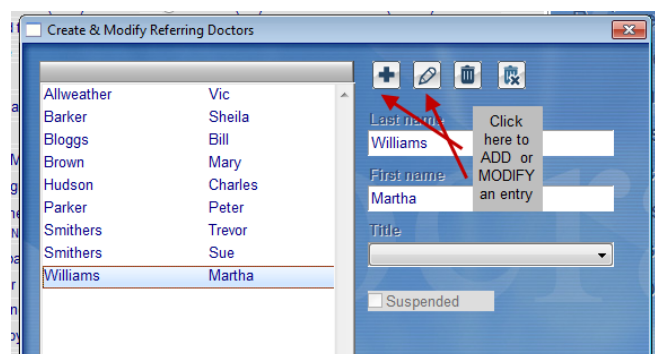 Create & Modify Referring Doctors
Allweather Vic
Barker Sheila
Bloggs Bill
Brown Mary
Hudson Charles
Parker Peter
Smithers Trevor
Smithers Sue
Williams Martha
Last name
Williams
First name
Martha
Title
Suspended
Click
here to
ADD or
MODIFY
an entry